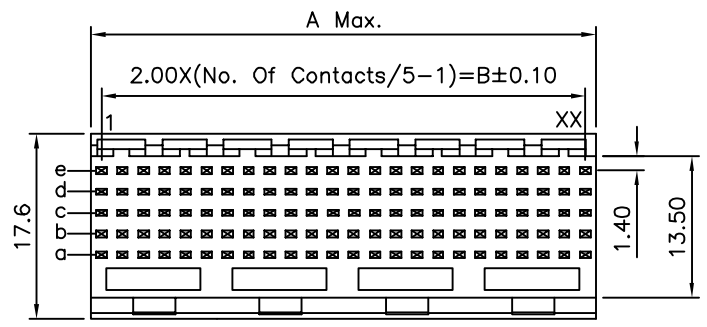 A Max.
2.00X(No. Of Contacts/5-1)=B±0.10
1 XX
e
d
c
b
a
17.6
1.40
13.50